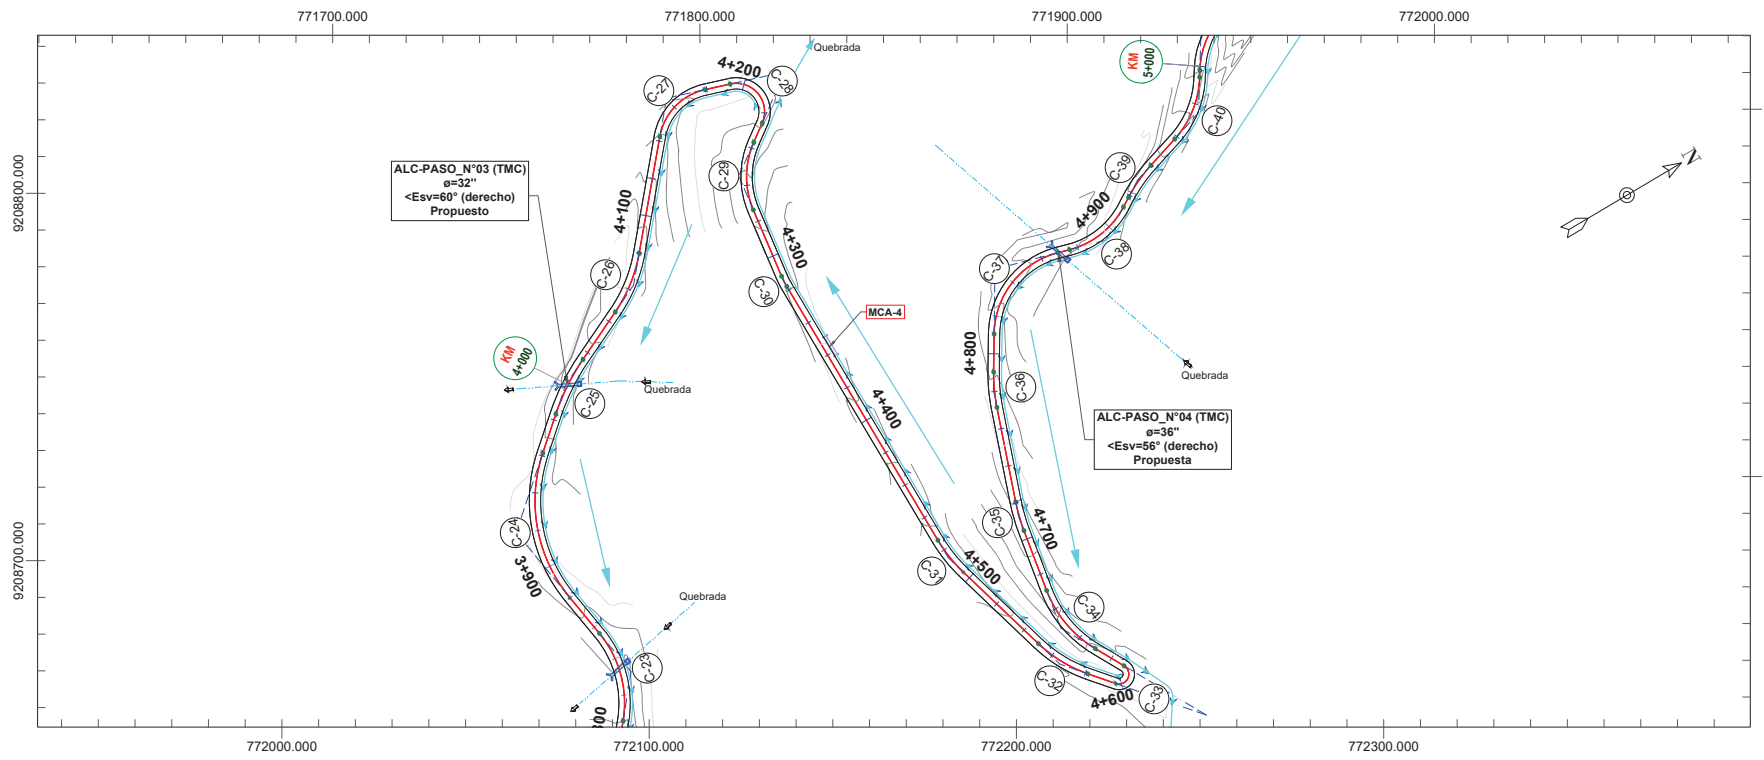 771700.000
771800.000
771900.000
772000.000
Quebrada
4+200
C-27
C-28
KM
5+000
C-40
ALC-PASO_N°03 (TMC)
ø=32"
<Esv=60° (derecho)
Propuesto
C-29
C-39
N
9208800.000
4+100
4+900
4+300
C-38
C-26
C-37
C-30
MCA-4
KM
4+000
4+800
Quebrada
Quebrada
C-25
C-36
4+400
ALC-PASO_N°04 (TMC)
ø=36"
<Esv=56° (derecho)
Propuesta
C-24
C-35
4+700
9208700.000
3+900
C-31
4+500
Quebrada
C-34
C-23
C-32
4+600
C-33
300
772000.000
772100.000
772200.000
772300.000